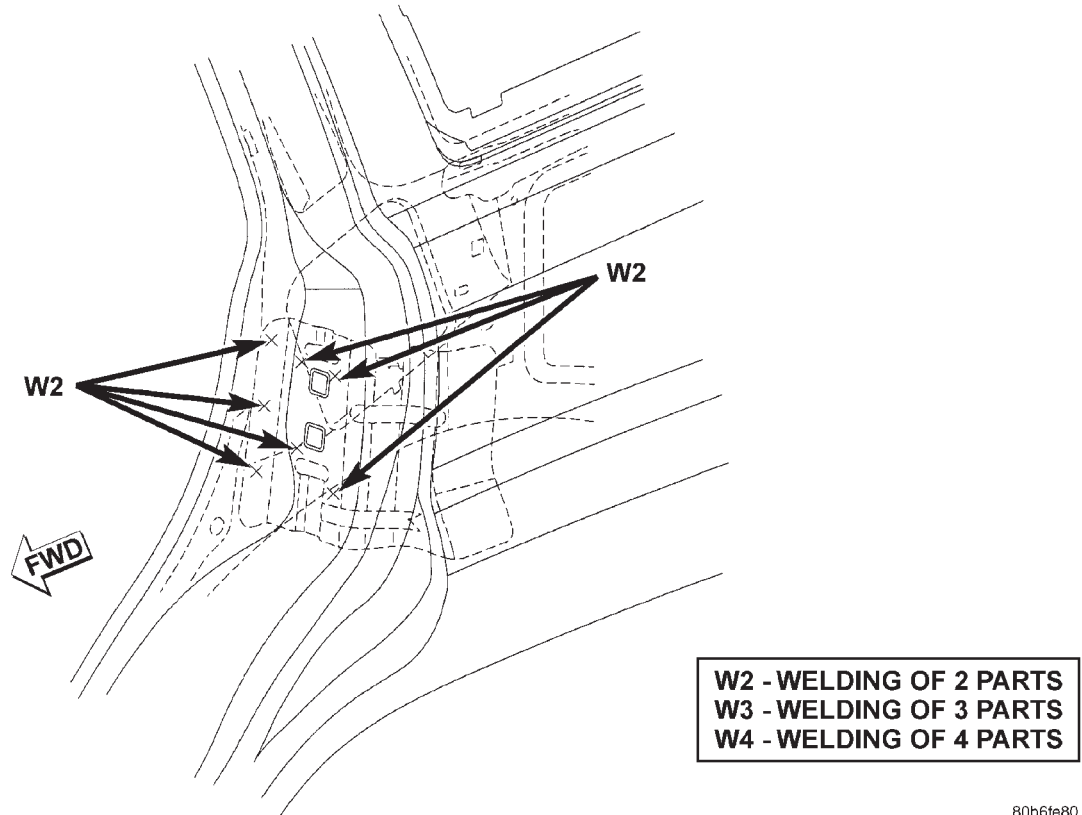 W2
W2
FWD
W2 - WELDING OF 2 PARTS
W3 - WELDING OF 3 PARTS
W4 - WELDING OF 4 PARTS
80b6fe80